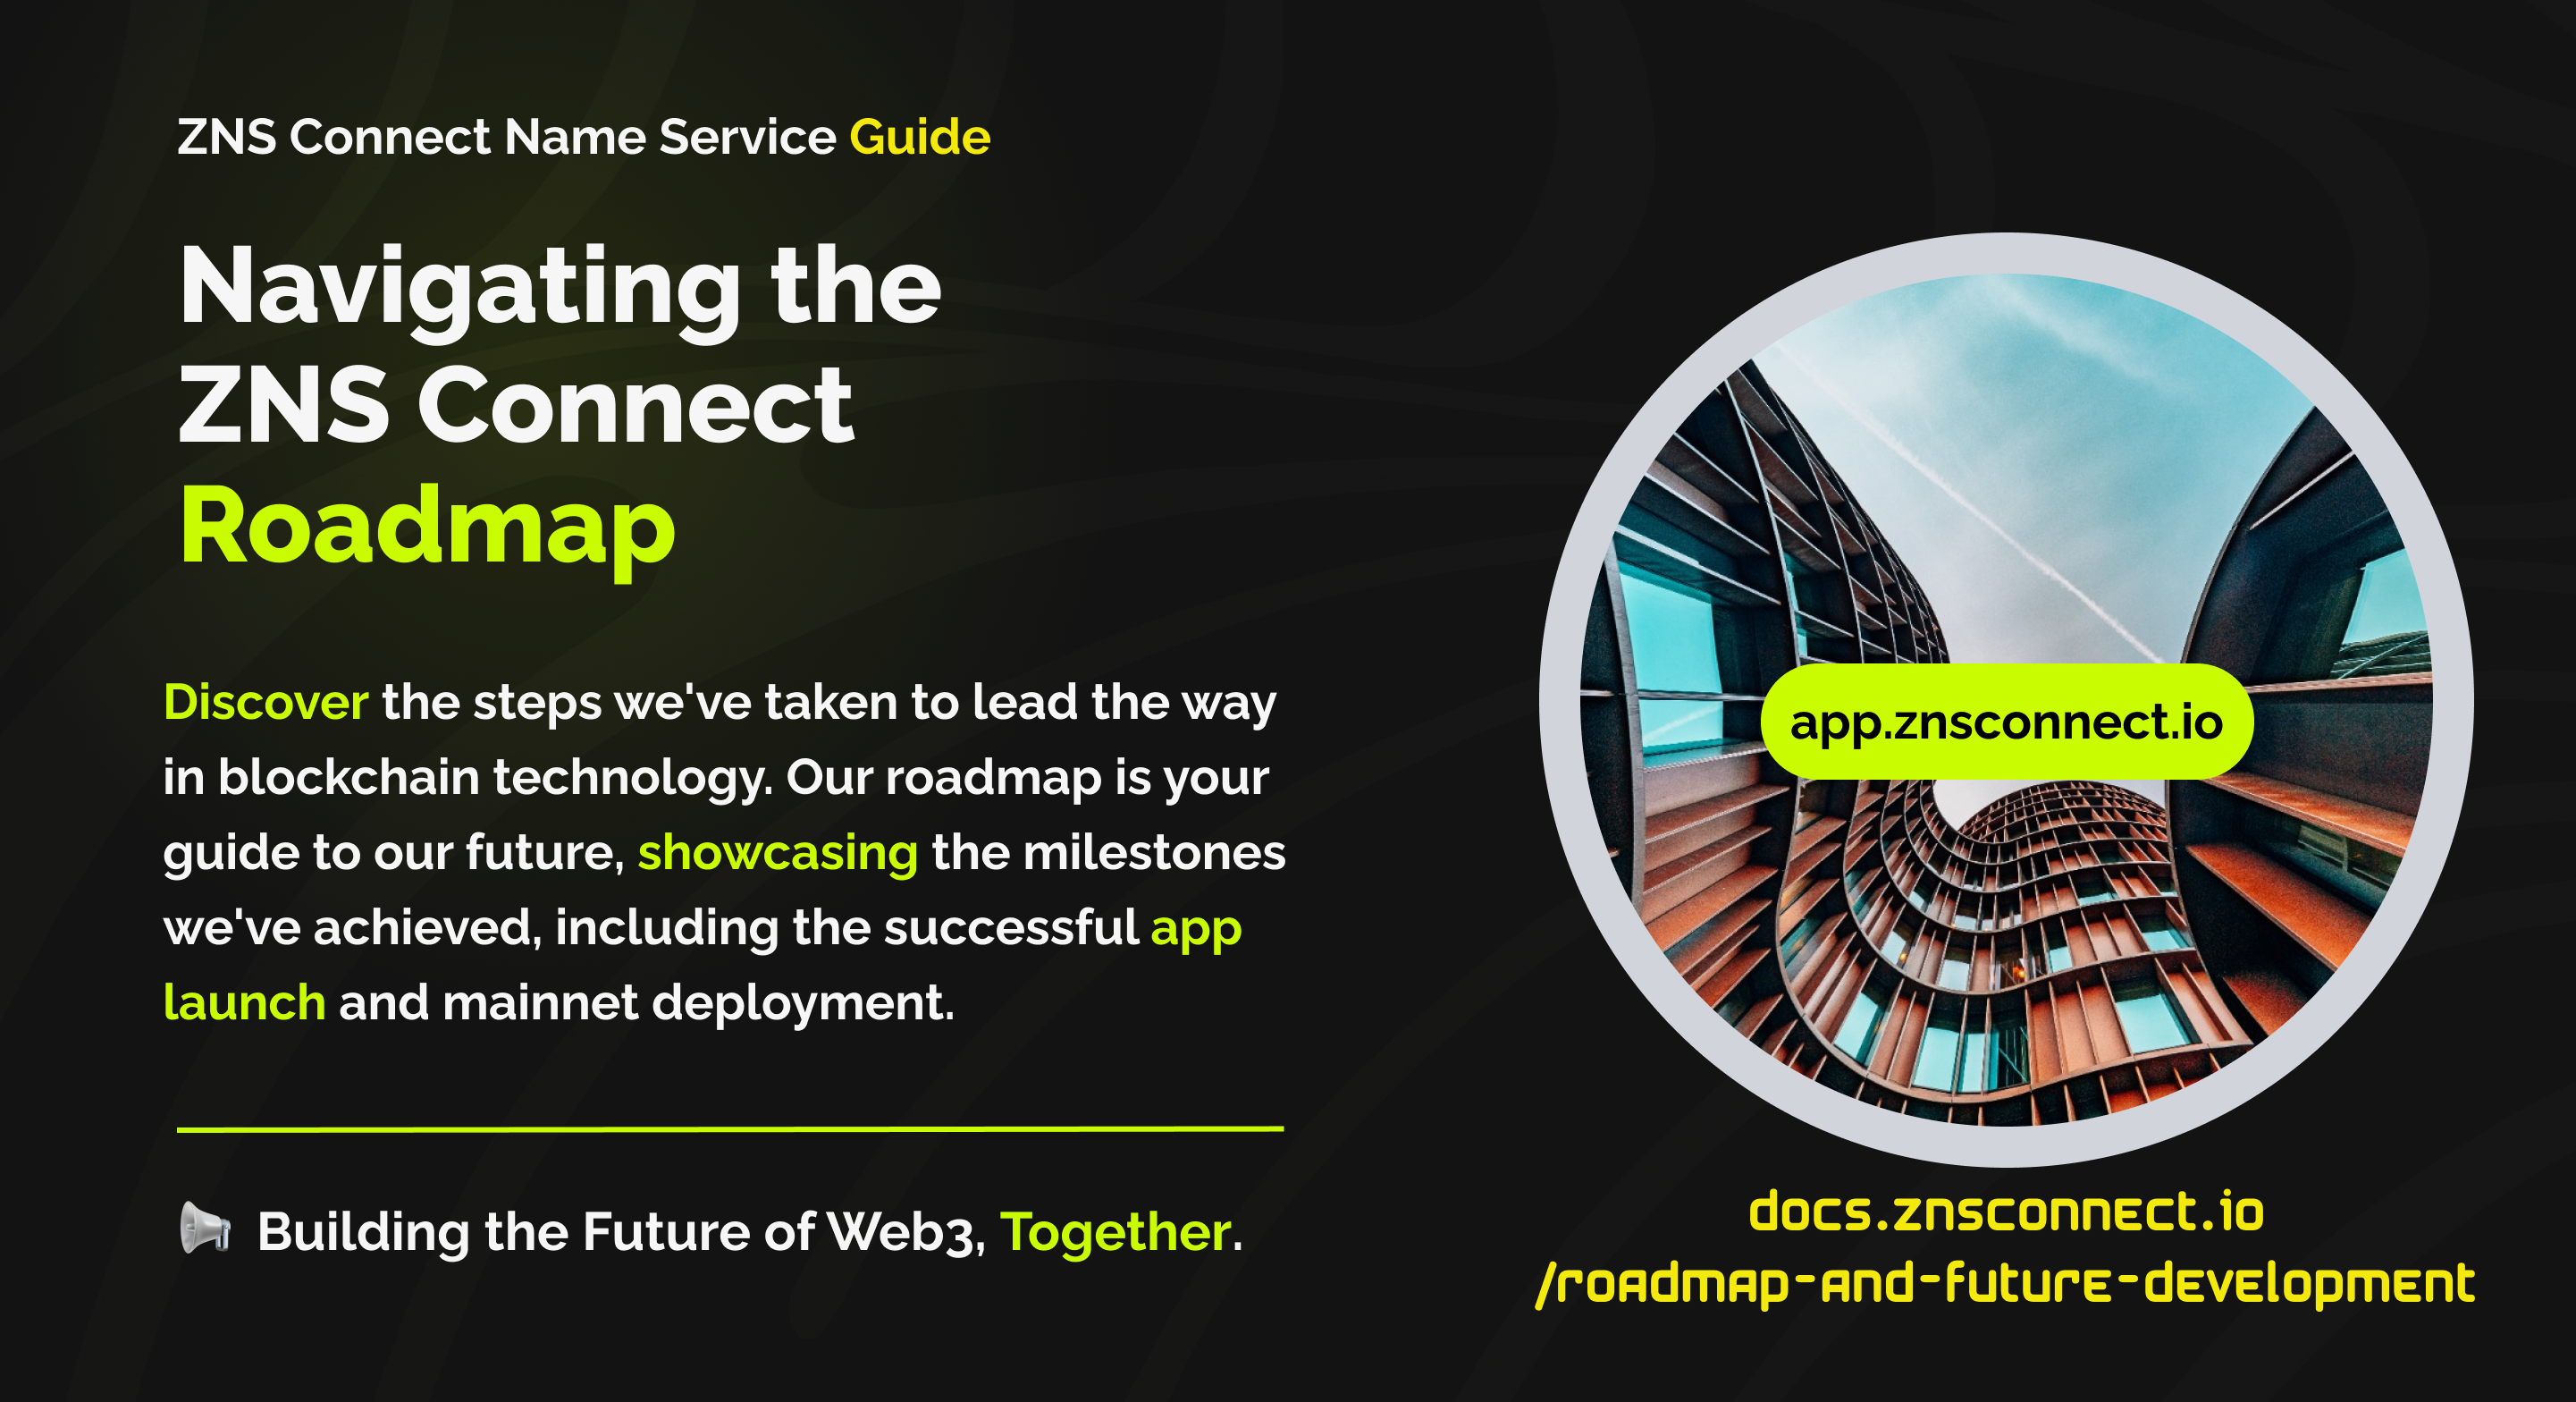 ZNS Connect Name Service Guide
Navigating the
ZNS Connect
Roadmap
Discover the steps we've taken to lead the way
in blockchain technology. Our roadmap is your
guide to our future, showcasing the milestones
we've achieved, including the successful app
launch and mainnet deployment.
Building the Future of Web3, Together.
app.znsconnect.io
docs.znsconnect.io
/roadmap-and-future-development